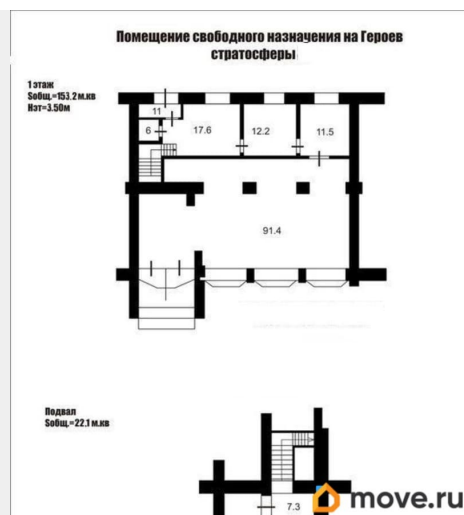 Помещение свободного назначения на Героев
стратосферы
1 этаж
Sобщ.=153,2 м.кв
Нэт=3.50м
11
6
17.6
12.2
11.5
91.4
Подвал
Sобщ.=22.1 м.кв
7.3
move.ru